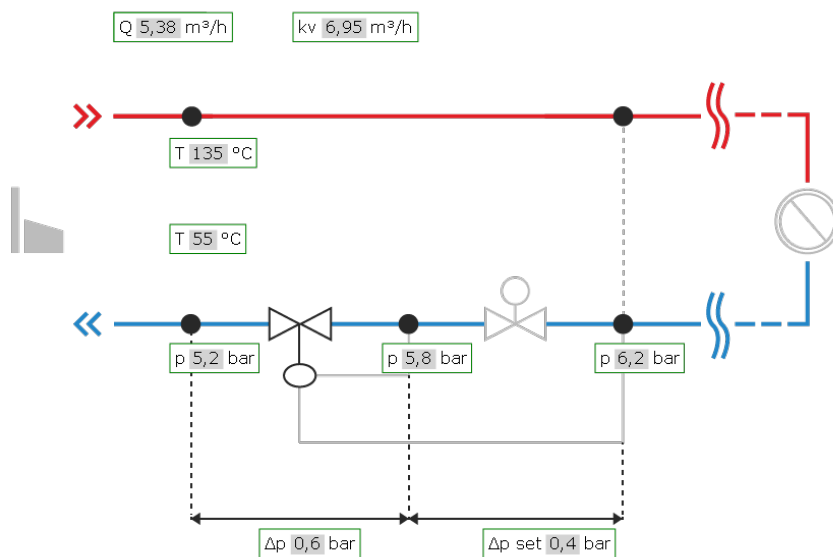 Q 5,38 m³/h
kv 6,95 m³/h
T 135 °C
T 55 °C
p 5,2 bar
p 5,8 bar
p 6,2 bar
Δp 0,6 bar
Δp set 0,4 bar